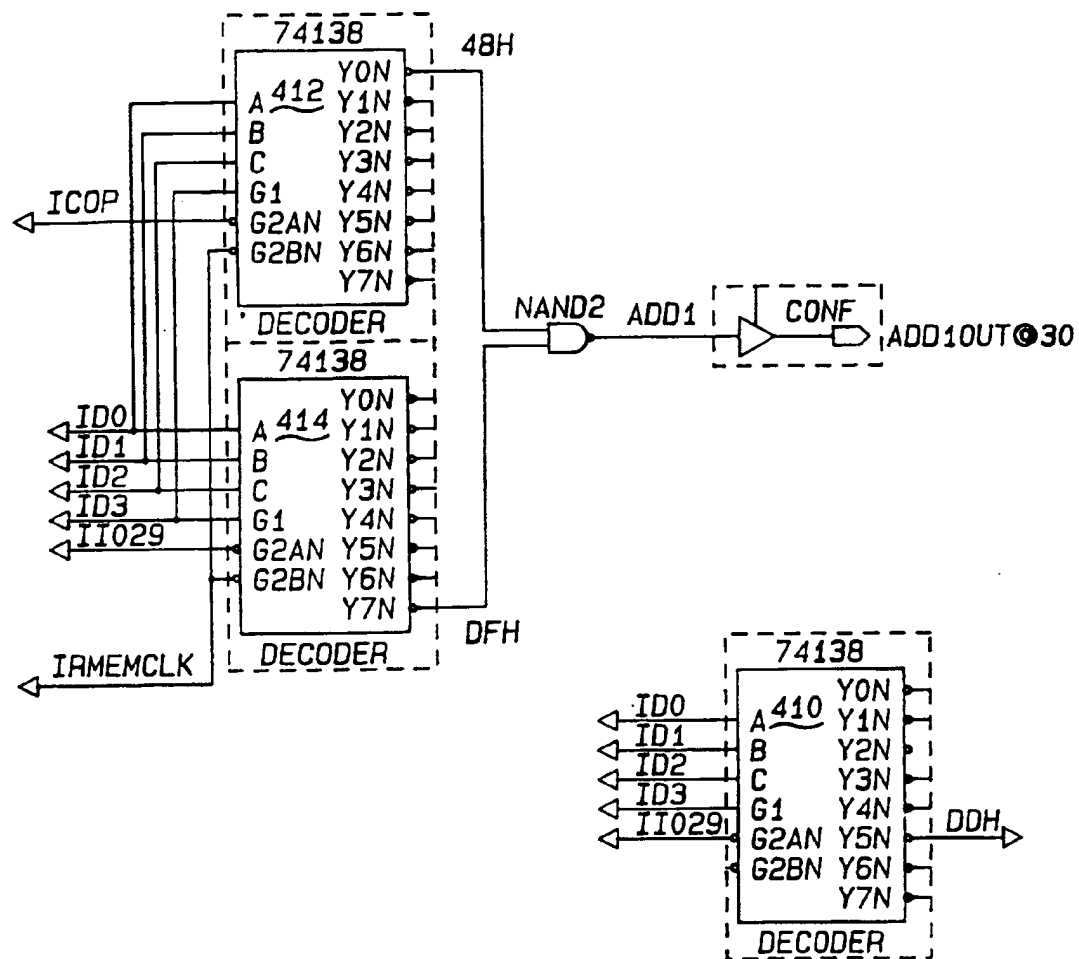 74138
48H
412
A
B
C
G1
G2AN
G2BN
Y0N
Y1N
Y2N
Y3N
Y4N
Y5N
Y6N
Y7N
DECODER
ICOP
NAND2
ADD1
CONF
ADD1OUT@30
74138
414
A
B
C
G1
G2AN
G2BN
Y0N
Y1N
Y2N
Y3N
Y4N
Y5N
Y6N
Y7N
DECODER
ID0
ID1
ID2
ID3
IIO29
DFH
IRMEMCLK
74138
410
A
B
C
G1
G2AN
G2BN
Y0N
Y1N
Y2N
Y3N
Y4N
Y5N
Y6N
Y7N
DECODER
ID0
ID1
ID2
ID3
IIO29
DDH